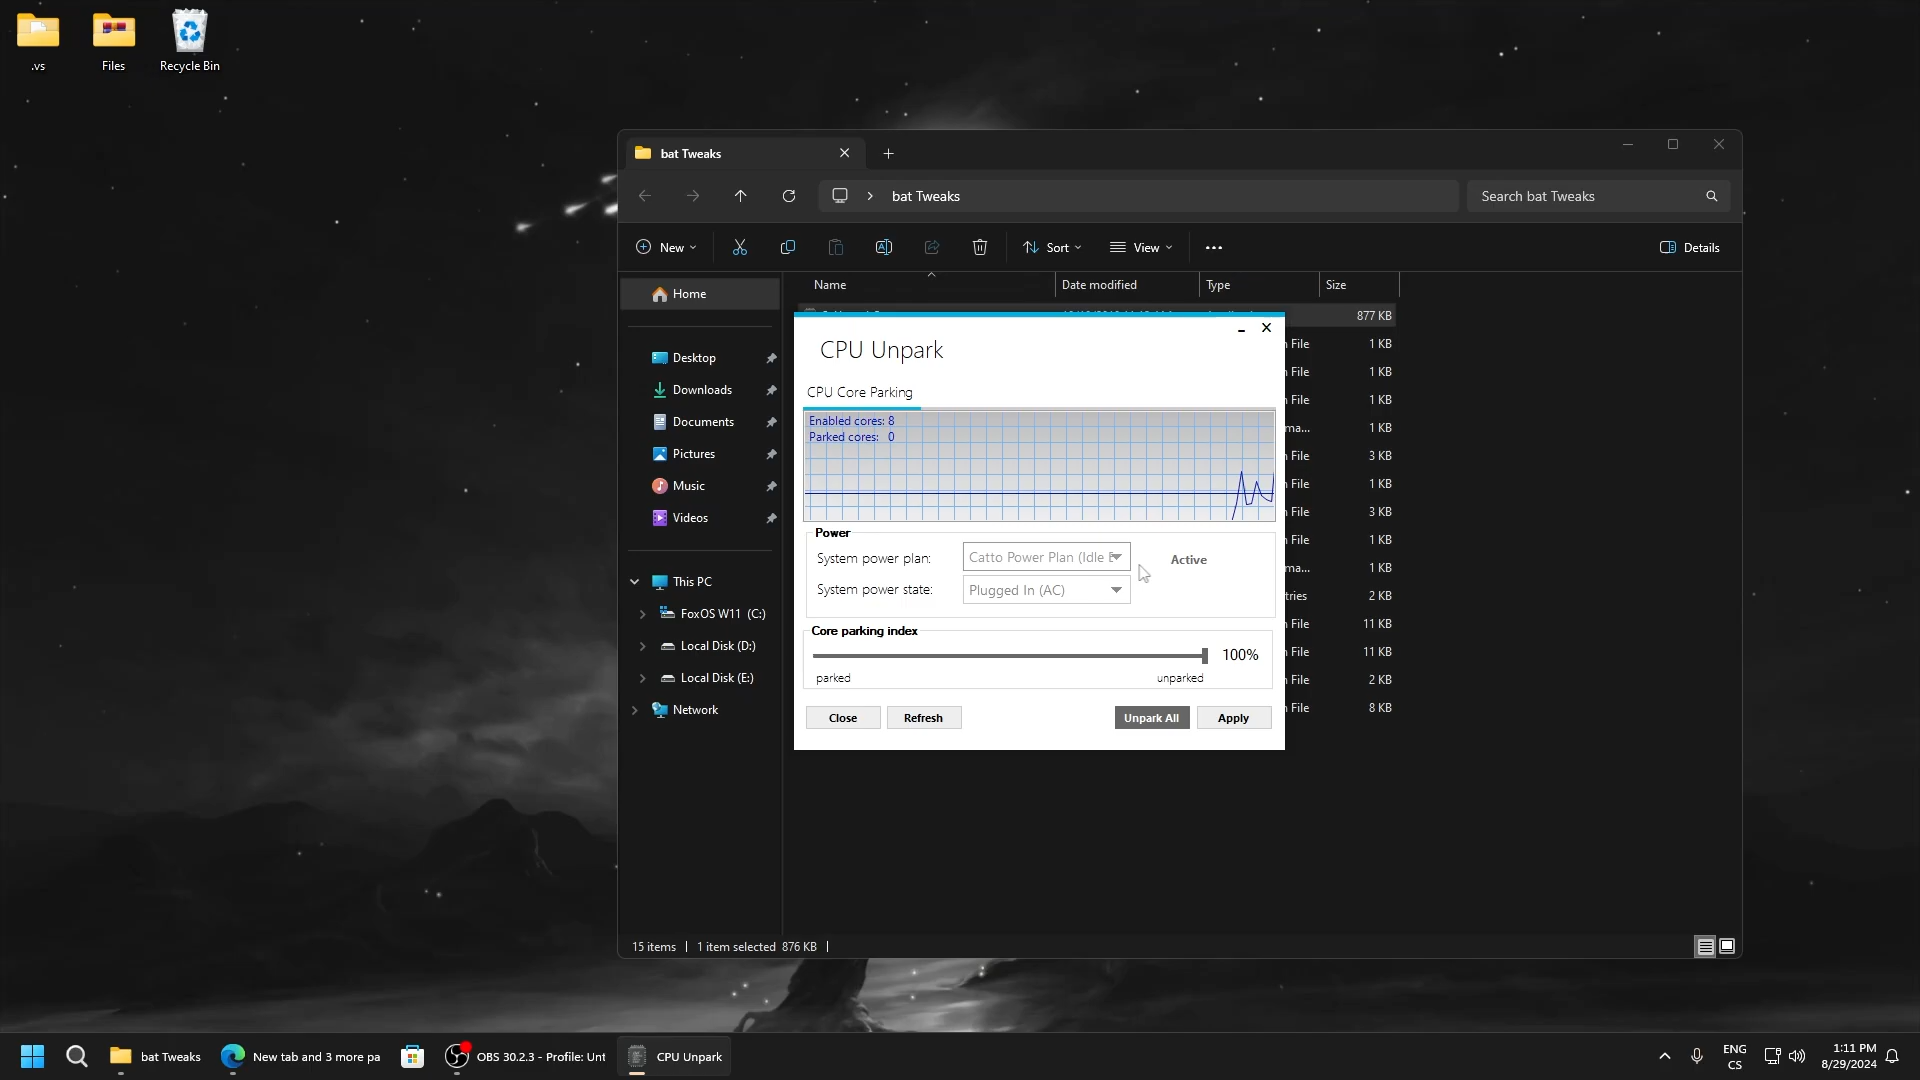 .vs
Files
Recycle Bin
bat Tweaks
bat Tweaks
Search bat Tweaks
New
Sort
View
Details
Home
Desktop
Downloads
Documents
Pictures
Music
Videos
This PC
FoxOS W11 (C:)
Local Disk (D:)
Local Disk (E:)
Network
Name
Date modified
Type
Size
877 KB
File
1 KB
File
1 KB
File
1 KB
ma...
1 KB
File
3 KB
File
1 KB
File
3 KB
File
1 KB
ma...
1 KB
tries
2 KB
File
11 KB
File
11 KB
File
2 KB
File
8 KB
CPU Unpark
CPU Core Parking
Enabled cores: 8
Parked cores: 0
Power
System power plan:
Catto Power Plan (Idle
Active
System power state:
Plugged In (AC)
Core parking index
100%
parked
unparked
Close
Refresh
Unpark All
Apply
15 items
1 item selected 876 KB
bat Tweaks
New tab and 3 more pa
OBS 30.2.3 - Profile: Unt
CPU Unpark
ENG
CS
1:11 PM
8/29/2024